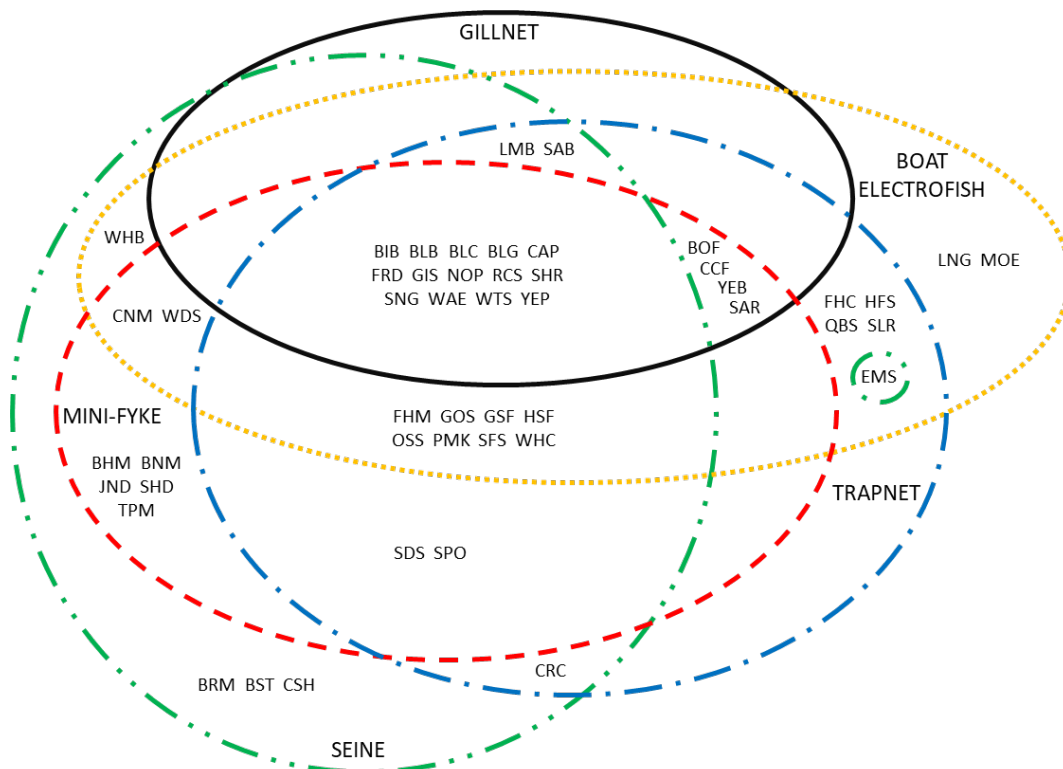 GILLNET
LMB SAB
BOAT
ELECTROFISH
WHB
BIB BLB BLC BLG CAP
FRD GIS NOP RCS SHR
SNG WAE WTS YEP
BOF
CCF
YEB
SAR
LNG MOE
CNM WDS
FHC HFS
QBS SLR
EMS
MINI-FYKE
FHM GOS GSF HSF
OSS PMK SFS WHC
BHM BNM
JND SHD
TPM
TRAPNET
SDS SPO
CRC
BRM BST CSH
SEINE